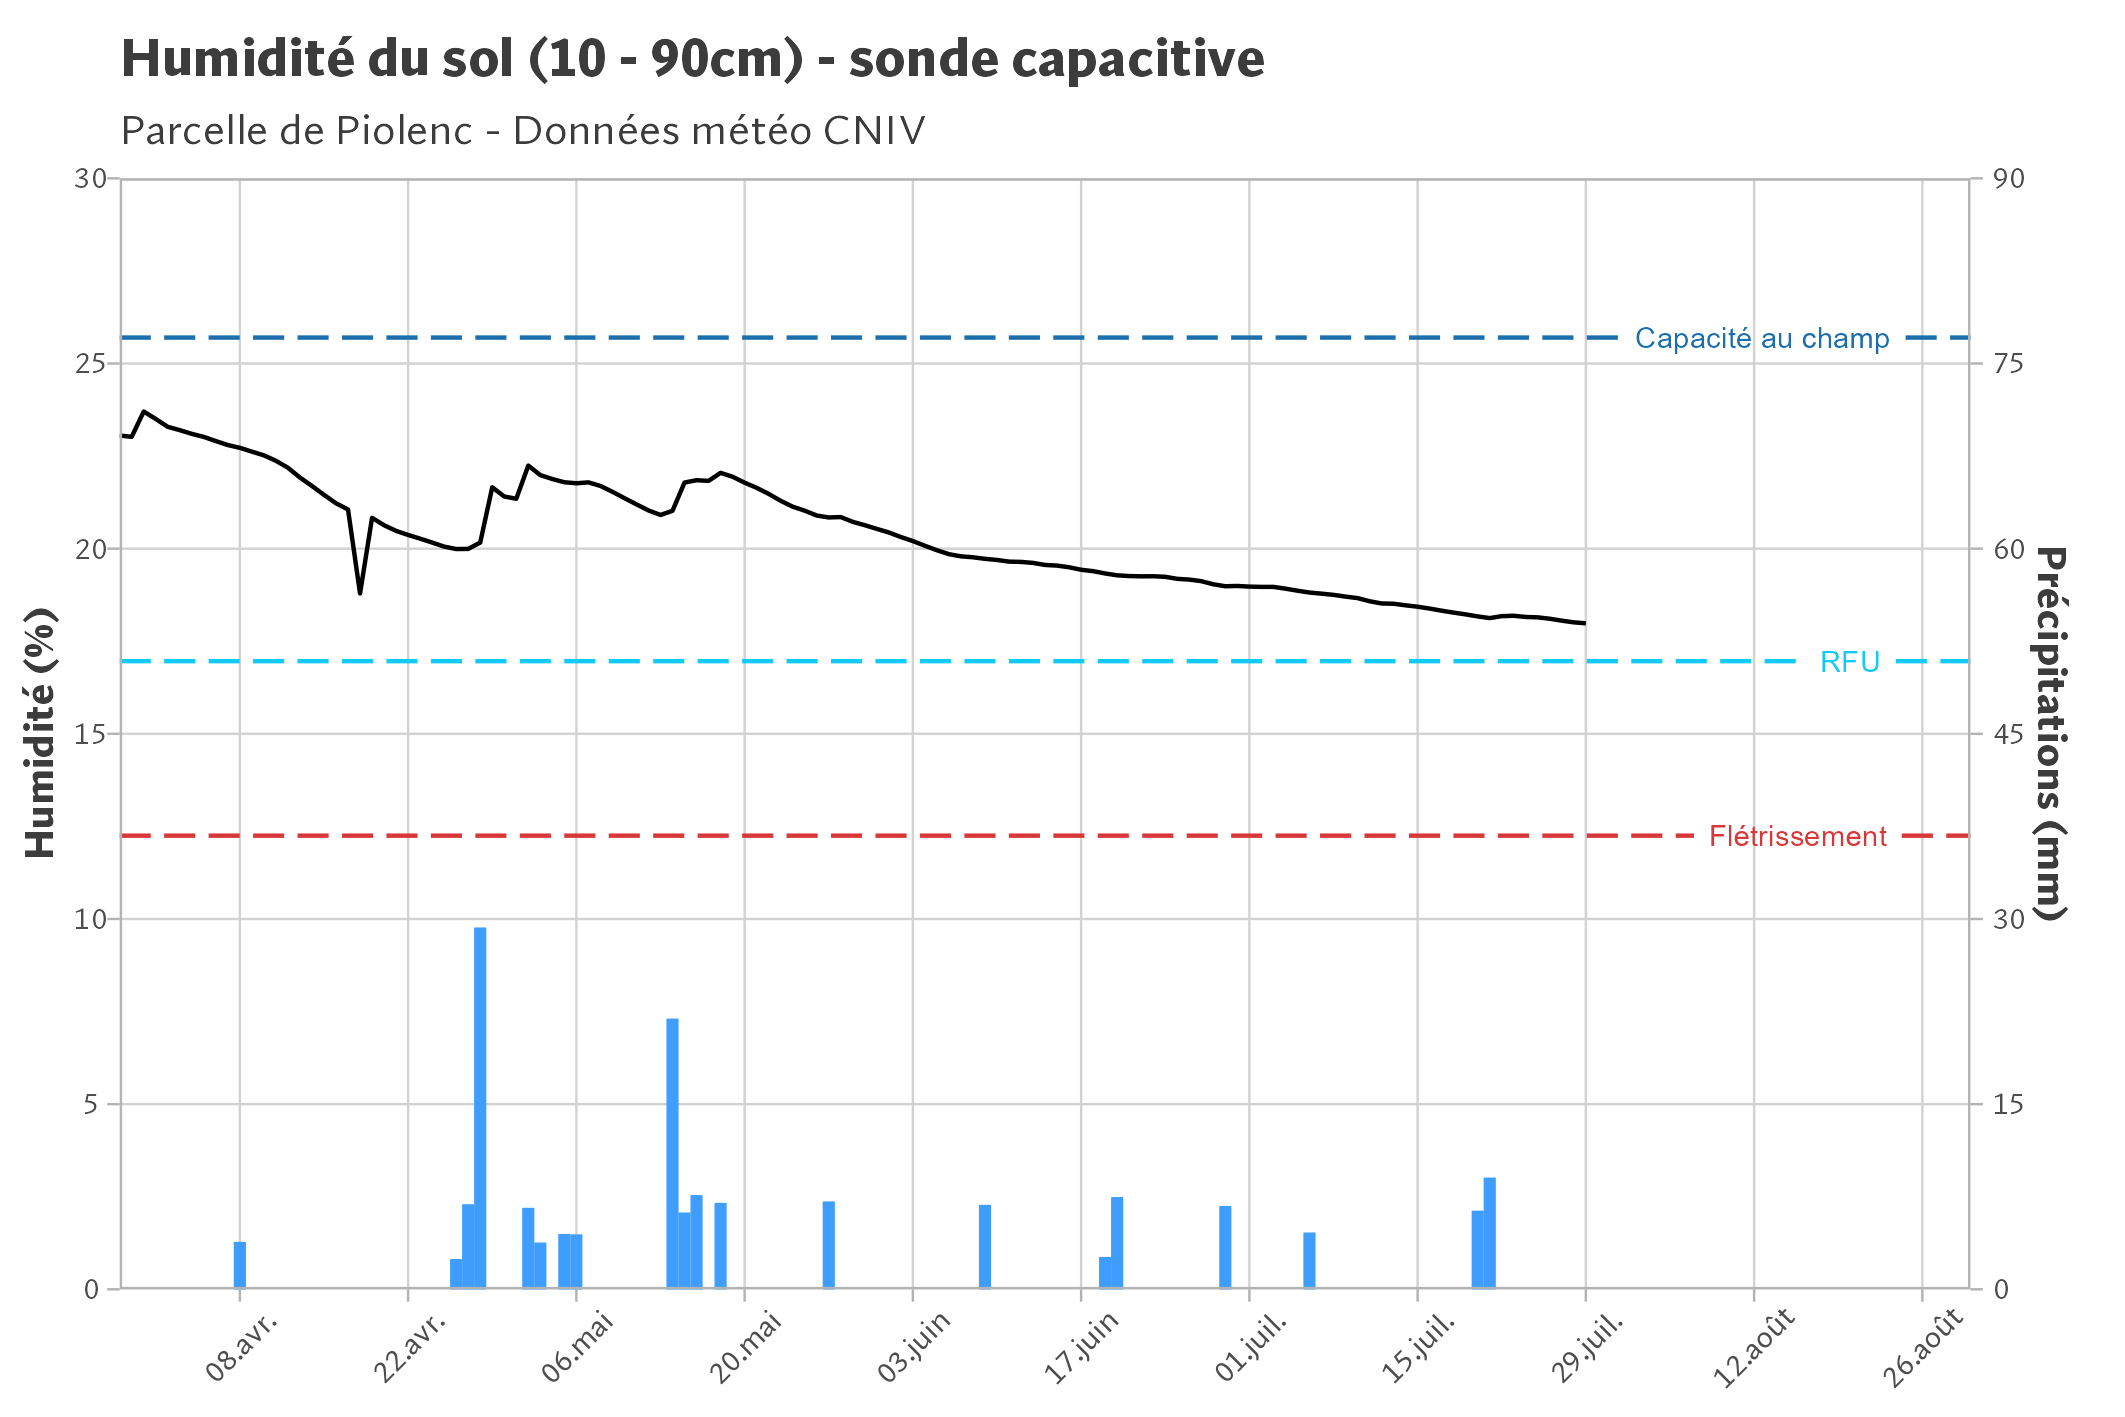 Humidité du sol (10 - 90cm) - sonde capacitive
Parcelle de Piolenc - Données météo CNIV
30
25
20
15
10
5
0
Humidité (%)
90
75
60
45
30
15
0
Précipitations (mm)
Capacité au champ
RFU
Flétrissement
08.avr.
22.avr.
06.mai
20.mai
03.juin
17.juin
01.juil.
15.juil.
29.juil.
12.août
26.août